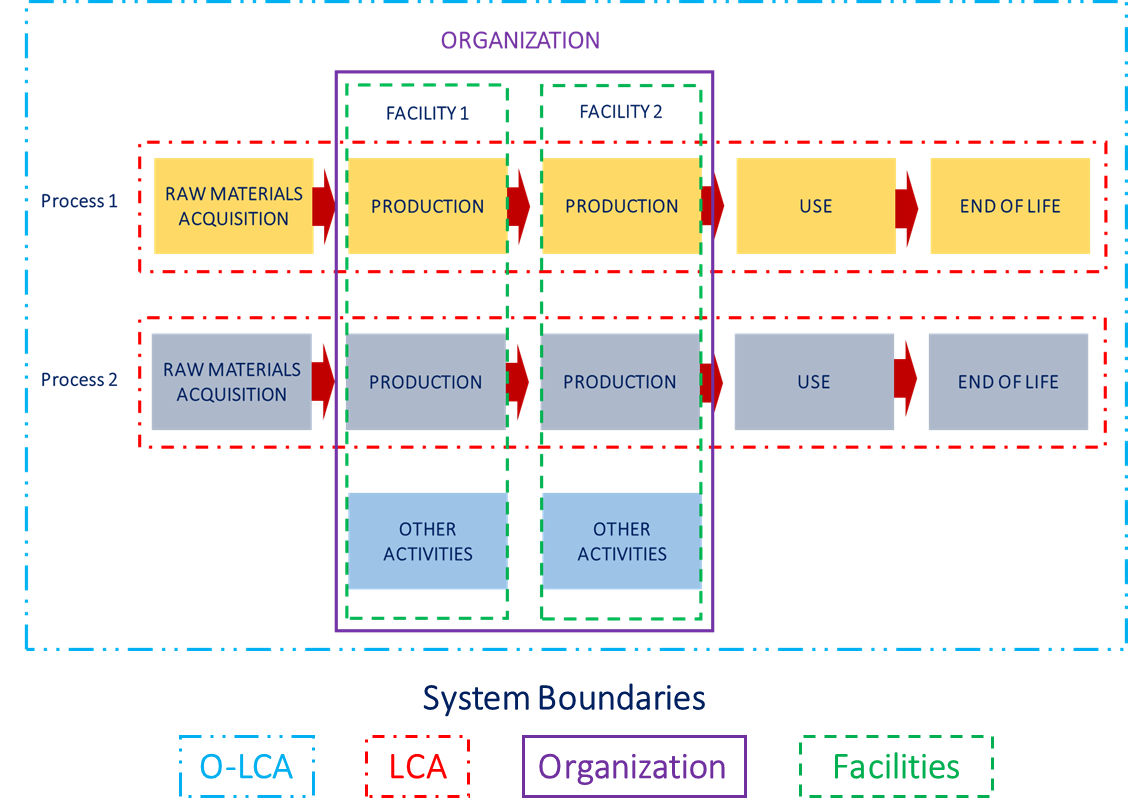 ORGANIZATION
FACILITY 1
FACILITY 2
Process 1
RAW MATERIALS
ACQUISITION
PRODUCTION
PRODUCTION
USE
END OF LIFE
Process 2
RAW MATERIALS
ACQUISITION
PRODUCTION
PRODUCTION
USE
END OF LIFE
OTHER
ACTIVITIES
OTHER
ACTIVITIES
System Boundaries
O-LCA
LCA
Organization
Facilities